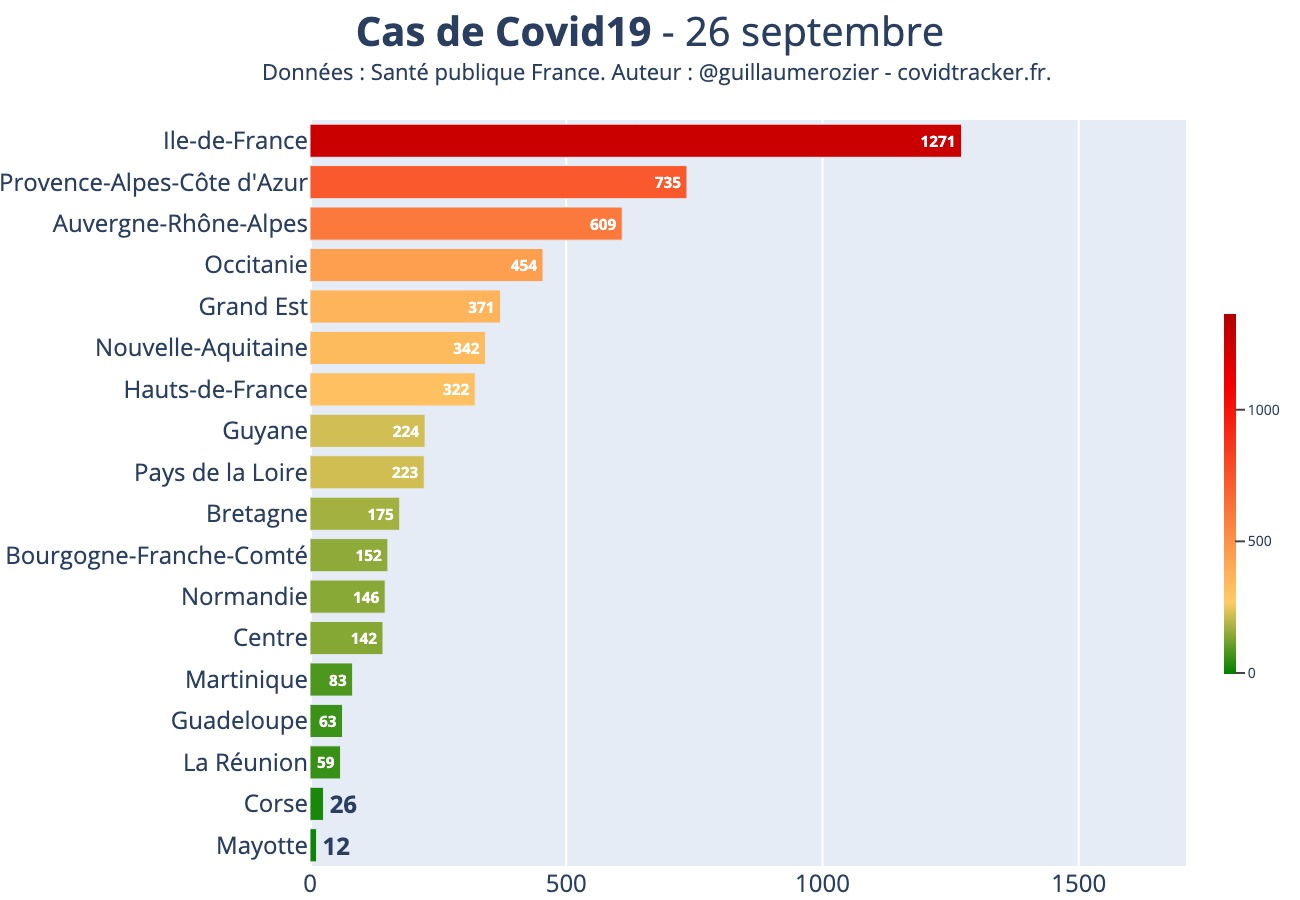 Cas de Covid19 - 26 septembre
Données : Santé publique France. Auteur : @guillaumerozier - covidtracker.fr.
Ile-de-France 1271
Provence-Alpes-Côte d'Azur 735
Auvergne-Rhône-Alpes 609
Occitanie 454
Grand Est 371
Nouvelle-Aquitaine 342
Hauts-de-France 322
Guyane 224
Pays de la Loire 223
Bretagne 175
Bourgogne-Franche-Comté 152
Normandie 146
Centre 142
Martinique 83
Guadeloupe 63
La Réunion 59
Corse 26
Mayotte 12
0 500 1000 1500
1000
500
0